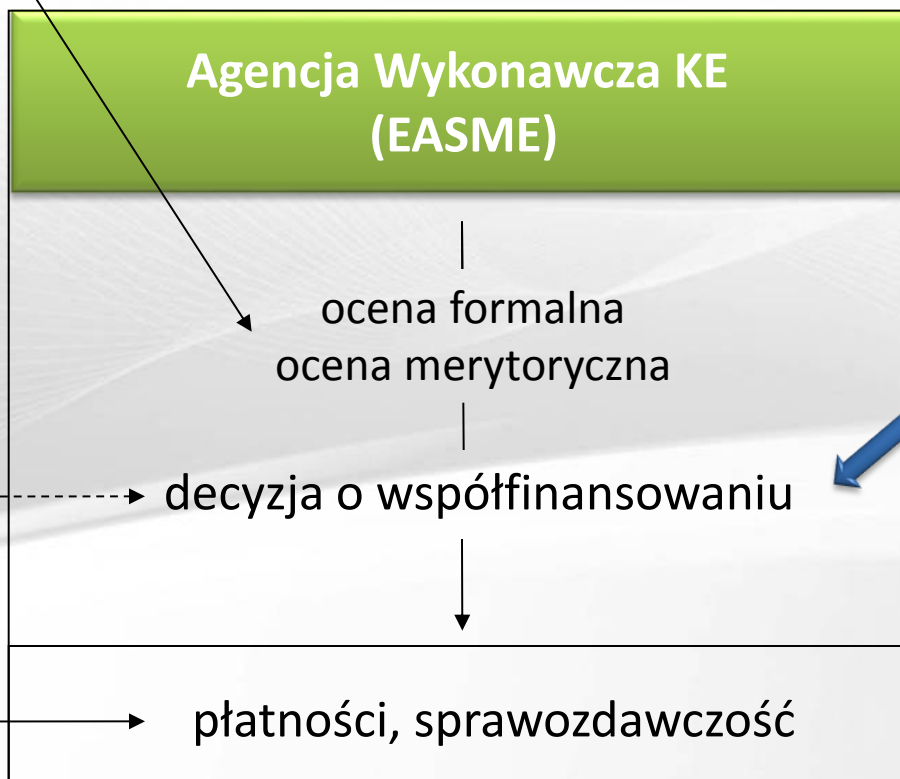 Agencja Wykonawcza KE
(EASME)
ocena formalna
ocena merytoryczna
decyzja o współfinansowaniu
płatności, sprawozdawczość